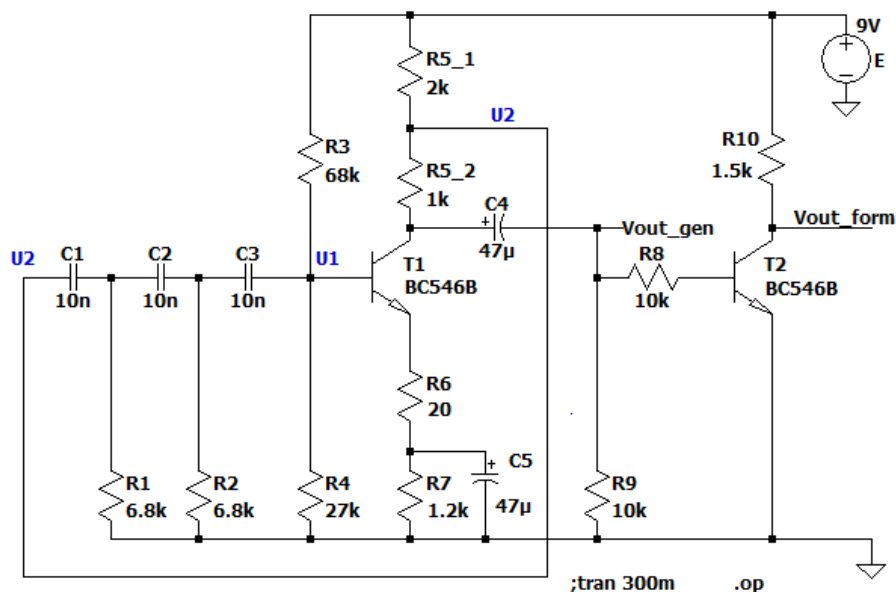 9V
E
R5_1
2k
U2
R3
68k
R5_2
1k
R10
1.5k
C4
47µ
Vout_gen
Vout_form
U2
C1
10n
C2
10n
C3
10n
U1
T1
BC546B
R8
10k
T2
BC546B
R6
20
C5
47µ
R1
6.8k
R2
6.8k
R4
27k
R7
1.2k
R9
10k
;tran 300m .op